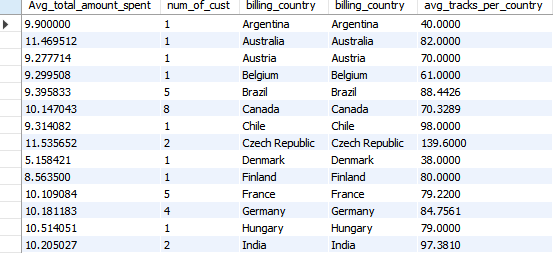 Avg_total_amount_spent num_of_cust billing_country billing_country avg_tracks_per_country
9.900000 1 Argentina Argentina 40.0000
11.469512 1 Australia Australia 82.0000
9.277714 1 Austria Austria 70.0000
9.299508 1 Belgium Belgium 61.0000
9.395833 5 Brazil Brazil 88.4426
10.147043 8 Canada Canada 70.3289
9.314082 1 Chile Chile 98.0000
11.535652 2 Czech Republic Czech Republic 139.6000
5.158421 1 Denmark Denmark 38.0000
8.563500 1 Finland Finland 80.0000
10.109084 5 France France 79.2200
10.181183 4 Germany Germany 84.7561
10.514051 1 Hungary Hungary 79.0000
10.205027 2 India India 97.3810